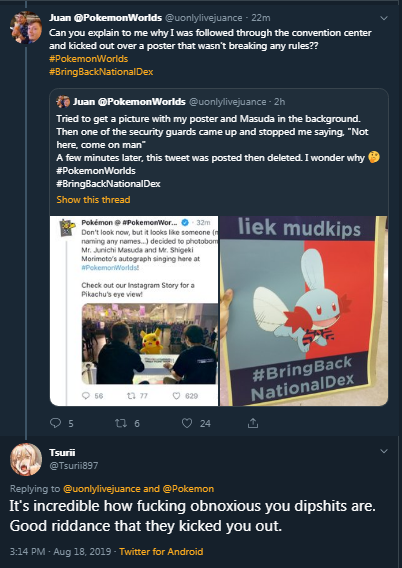 Juan @PokemonWorlds @uonlylivejuance · 22m
Can you explain to me why I was followed through the convention center
and kicked out over a poster that wasn't breaking any rules??
#PokemonWorlds
#BringBackNationalDex
Juan @PokemonWorlds @uonlylivejuance · 2h
Tried to get a picture with my poster and Masuda in the background.
Then one of the security guards came up and stopped me saying, "Not
here, come on man"
A few minutes later, this tweet was posted then deleted. I wonder why 🤔
#PokemonWorlds
#BringBackNationalDex
Show this thread
Pokémon @ #PokemonWor... · 32m
Don't look now, but it looks like someone (n
naming any names...) decided to photobom
Mr. Junichi Masuda and Mr. Shigeki
Morimoto's autograph singing here at
#PokemonWorlds!
Check out our Instagram Story for a
Pikachu's eye view!
56 77 629
liek mudkips
#BringBack
NationalDex
5 6 24
Tsurii
@Tsurii897
Replying to @uonlylivejuance and @Pokemon
It's incredible how fucking obnoxious you dipshits are.
Good riddance that they kicked you out.
3:14 PM · Aug 18, 2019 · Twitter for Android